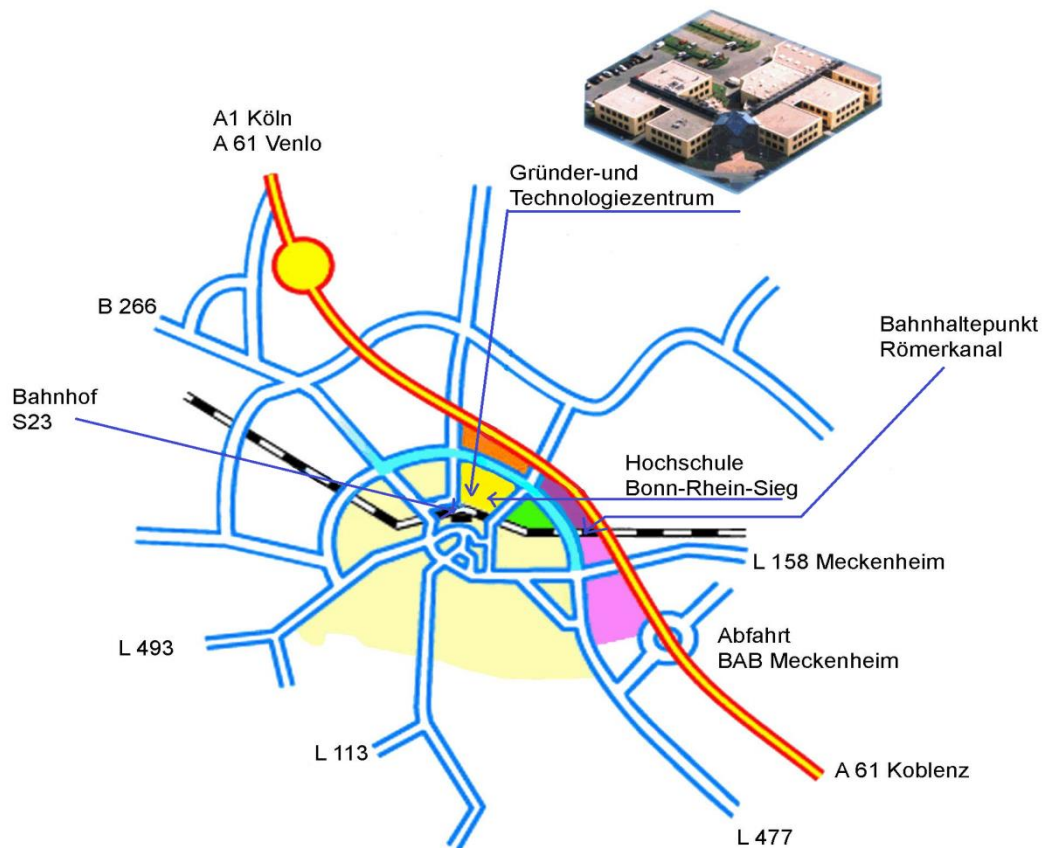 A1 Köln
A 61 Venlo
Gründer-und
Technologiezentrum
B 266
Bahnhaltepunkt
Römerkanal
Bahnhof
S23
Hochschule
Bonn-Rhein-Sieg
L 158 Meckenheim
L 493
Abfahrt
BAB Meckenheim
L 113
A 61 Koblenz
L 477